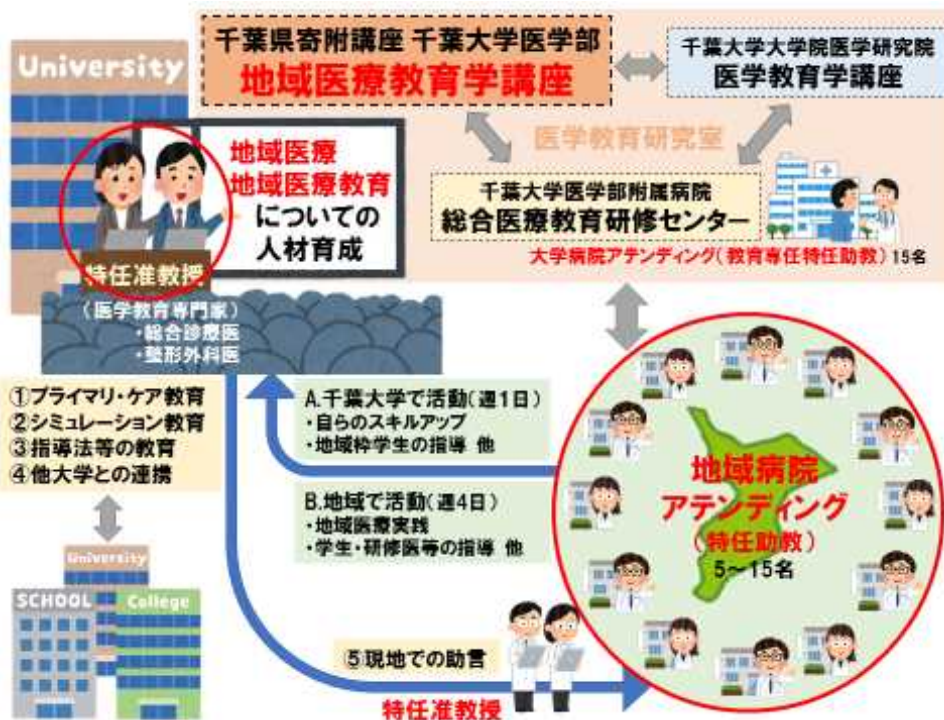 University
千葉県寄附講座 千葉大学医学部
地域医療教育学講座
千葉大学大学院医学研究院
医学教育学講座
医学教育研究室
地域医療
地域医療教育
についての
人材育成
特任准教授
(医学教育専門家)
・総合診療医
・整形外科医
千葉大学医学部附属病院
総合医療教育研修センター
大学病院アテンディング(教育専任特任助教) 15名
①プライマリ・ケア教育
②シミュレーション教育
③指導法等の教育
④他大学との連携
A.千葉大学で活動(週1日)
・自らのスキルアップ
・地域枠学生の指導 他
B.地域で活動(週4日)
・地域医療実践
・学生・研修医等の指導 他
地域病院
アテンディング
(特任助教)
5~15名
University
SCHOOL
College
⑤現地での助言
特任准教授